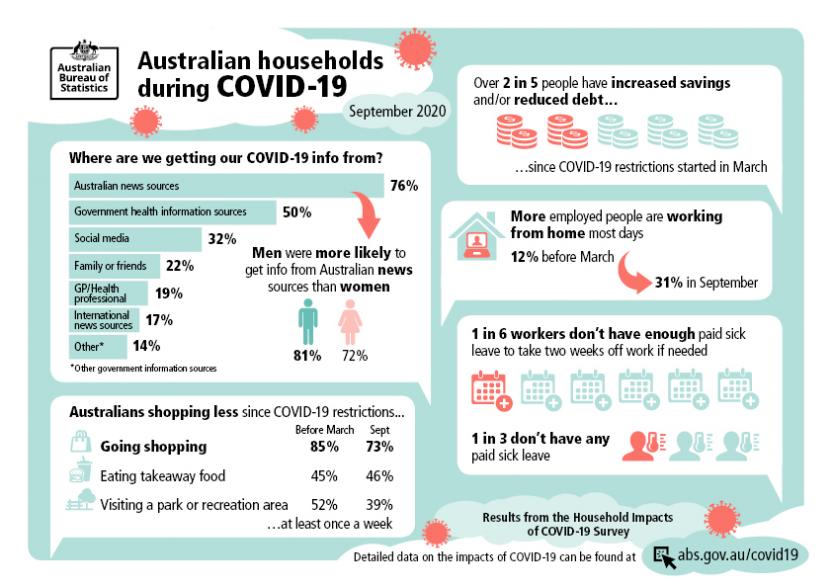 Australian
Bureau of
Statistics
Australian households
during COVID-19
September 2020
Where are we getting our COVID-19 info from?
Australian news sources 76%
Government health information sources 50%
Social media 32%
Family or friends 22%
GP/Health
professional 19%
International
news sources 17%
Other* 14%
*Other government information sources
Men were more likely to
get info from Australian news
sources than women
81% 72%
Australians shopping less since COVID-19 restrictions...
Before March Sept
Going shopping 85% 73%
Eating takeaway food 45% 46%
Visiting a park or recreation area 52% 39%
...at least once a week
Over 2 in 5 people have increased savings
and/or reduced debt...
...since COVID-19 restrictions started in March
More employed people are working
from home most days
12% before March
31% in September
1 in 6 workers don't have enough paid sick
leave to take two weeks off work if needed
1 in 3 don't have any
paid sick leave
Results from the Household Impacts
of COVID-19 Survey
Detailed data on the impacts of COVID-19 can be found at abs.gov.au/covid19